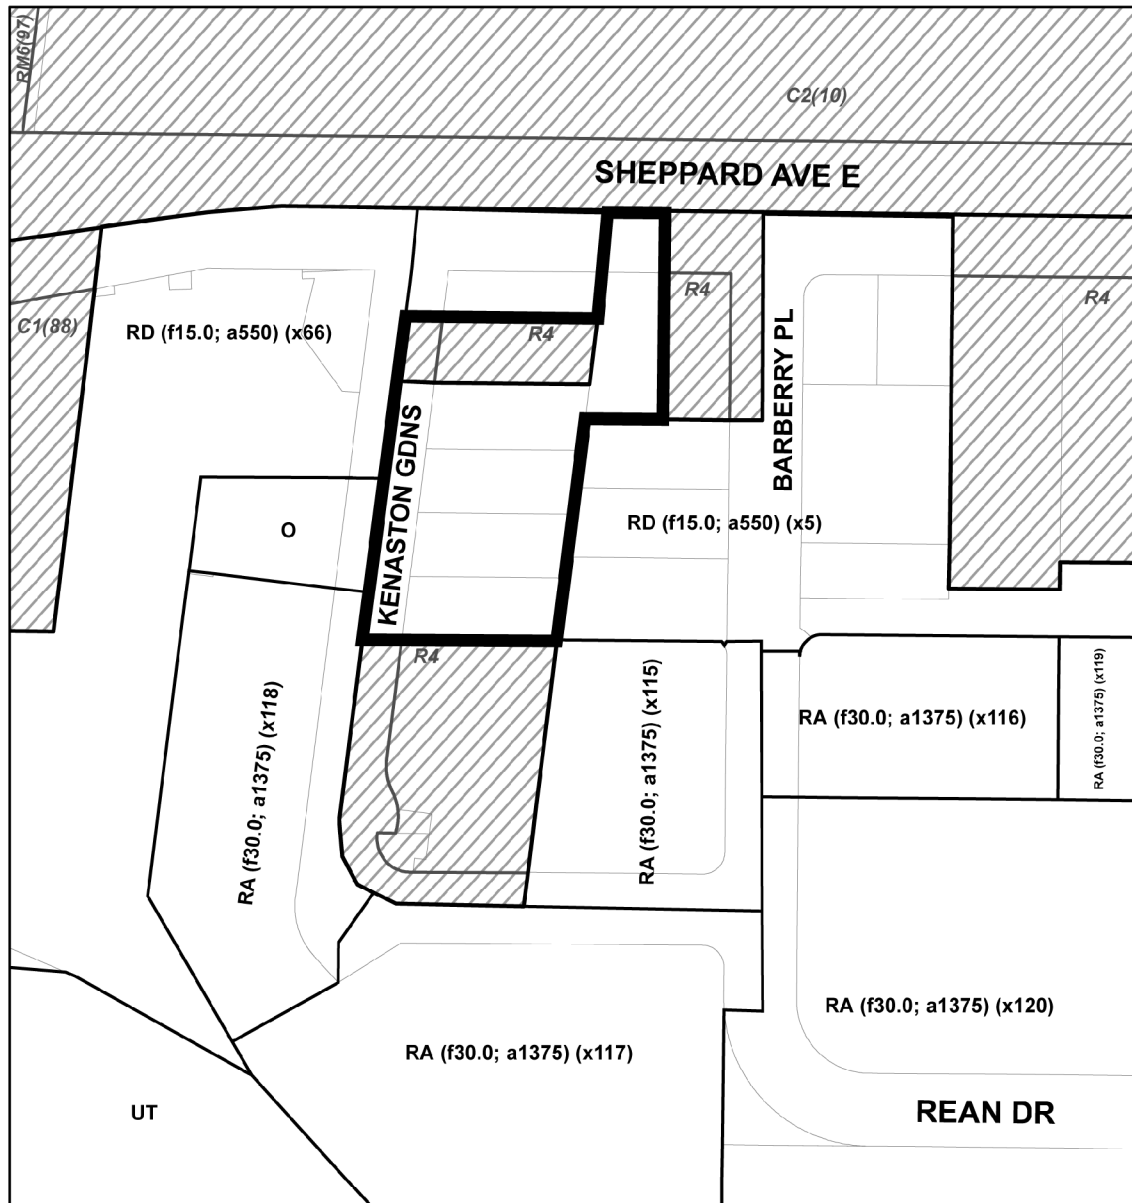 RM6(97)
C2(10)
SHEPPARD AVE E
R4
R4
C1(88)
RD (f15.0; a550) (x66)
R4
BARBERRY PL
KENASTON GDNS
O
RD (f15.0; a550) (x5)
R4
RA (f30.0; a1375) (x118)
RA (f30.0; a1375) (x115)
RA (f30.0; a1375) (x116)
RA (f30.0; a1375) (x119)
RA (f30.0; a1375) (x120)
RA (f30.0; a1375) (x117)
UT
REAN DR